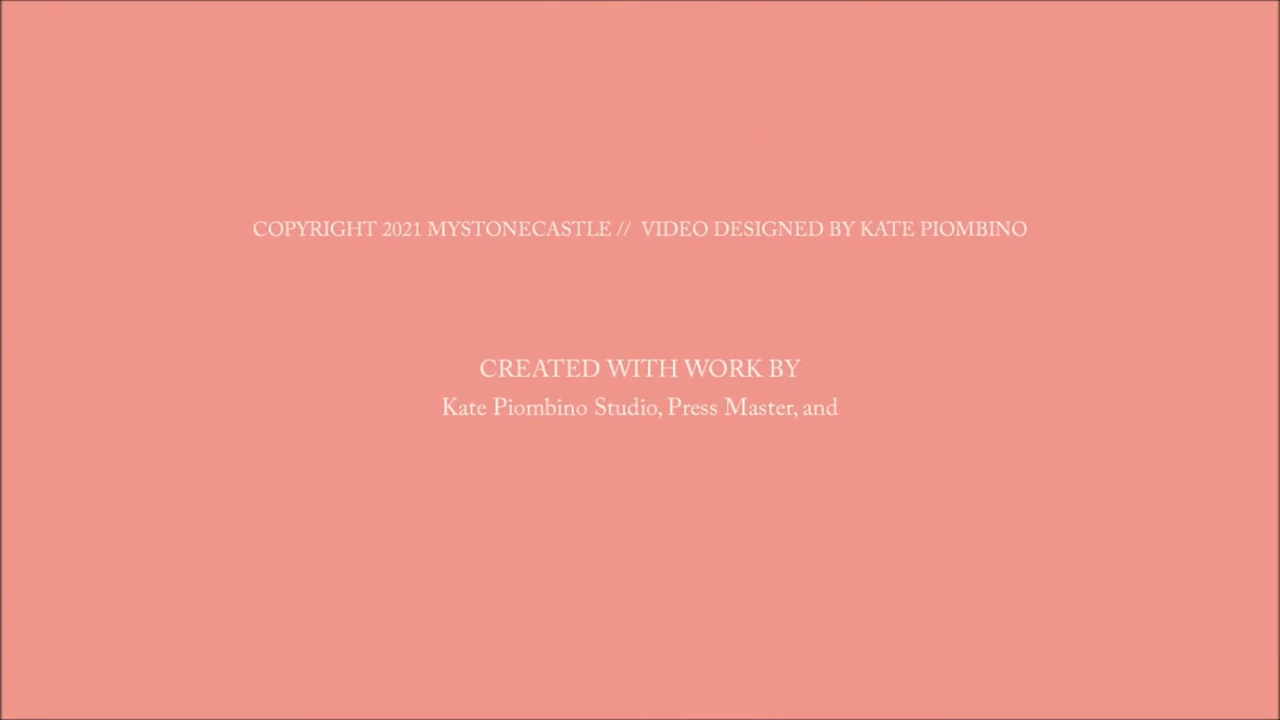 COPYRIGHT 2021 MYSTONECASTLE // VIDEO DESIGNED BY KATE PIOMBINO
CREATED WITH WORK BY
Kate Piombino Studio, Press Master, and